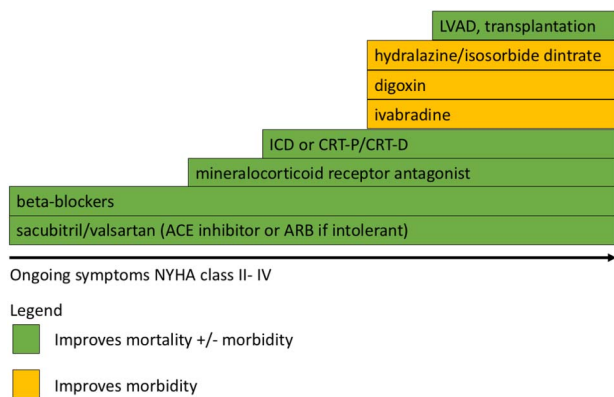 LVAD, transplantation
hydralazine/isosorbide dintrate
digoxin
ivabradine
ICD or CRT-P/CRT-D
mineralocorticoid receptor antagonist
beta-blockers
sacubitril/valsartan (ACE inhibitor or ARB if intolerant)
Ongoing symptoms NYHA class II- IV
Legend
Improves mortality +/- morbidity
Improves morbidity